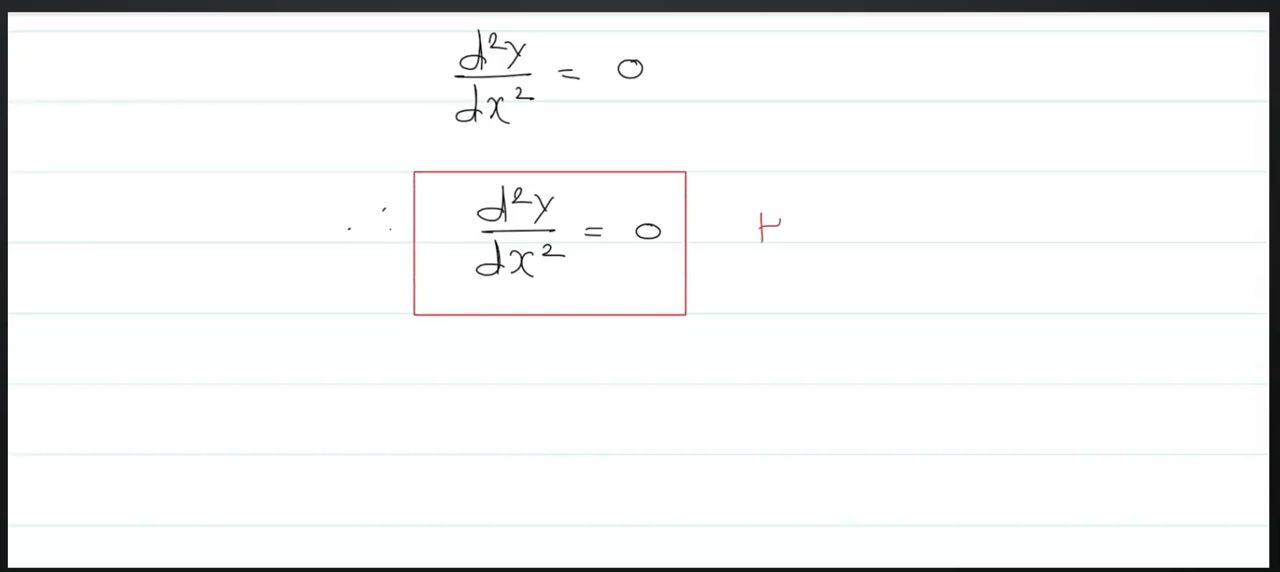 d²y/dx² = 0
∴ d²y/dx² = 0